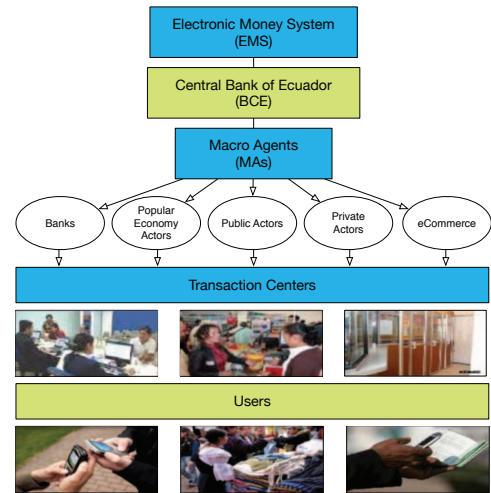 Electronic Money System
(EMS)
Central Bank of Ecuador
(BCE)
Macro Agents
(MAs)
Banks
Popular
Economy
Actors
Public Actors
Private
Actors
eCommerce
Transaction Centers
Users